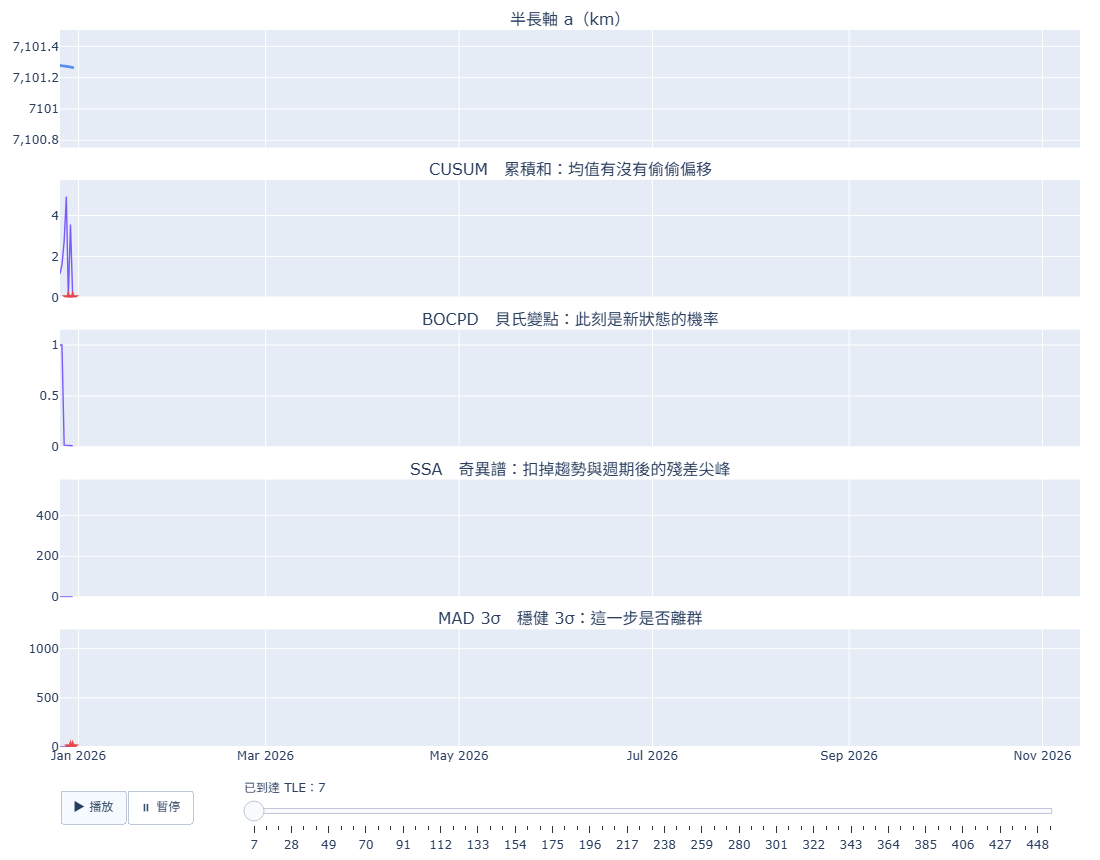 半長軸 a（km）
7,101.4
7,101.2
7101
7,100.8
CUSUM　累積和：均值有沒有偷偷偏移
4
2
0
BOCPD　貝氏變點：此刻是新狀態的機率
1
0.5
0
SSA　奇異譜：扣掉趨勢與週期後的殘差尖峰
400
200
0
MAD 3σ　穩健 3σ：這一步是否離群
1000
500
0
Jan 2026 Mar 2026 May 2026 Jul 2026 Sep 2026 Nov 2026
已到達 TLE：7
▶ 播放 ⏸ 暫停
7 28 49 70 91 112 133 154 175 196 217 238 259 280 301 322 343 364 385 406 427 448